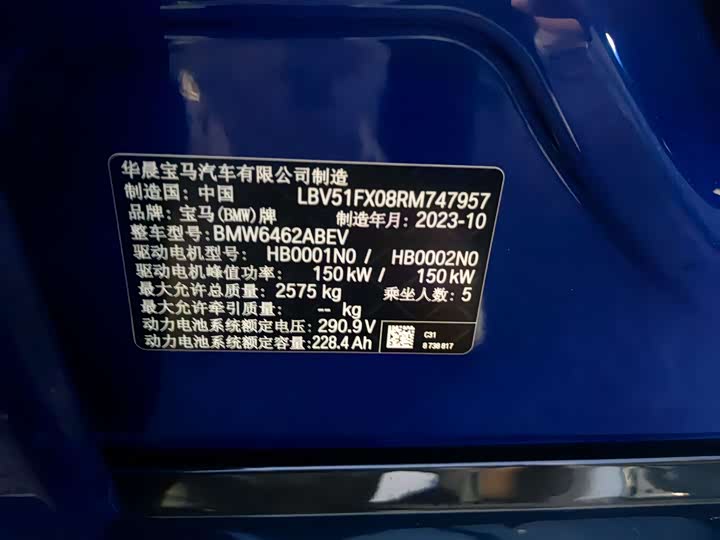 华晨宝马汽车有限公司制造
制造国: 中国 LBV51FX08RM747957
品牌: 宝马(BMW)牌 制造年月: 2023-10
整车型号: BMW6462ABEV
驱动电机型号: HB0001N0 / HB0002N0
驱动电机峰值功率: 150 kW / 150 kW
最大允许总质量: 2575 kg 乘坐人数: 5
最大允许牵引质量: -- kg
动力电池系统额定电压: 290.9 V
动力电池系统额定容量: 228.4 Ah
C31
8 738 817